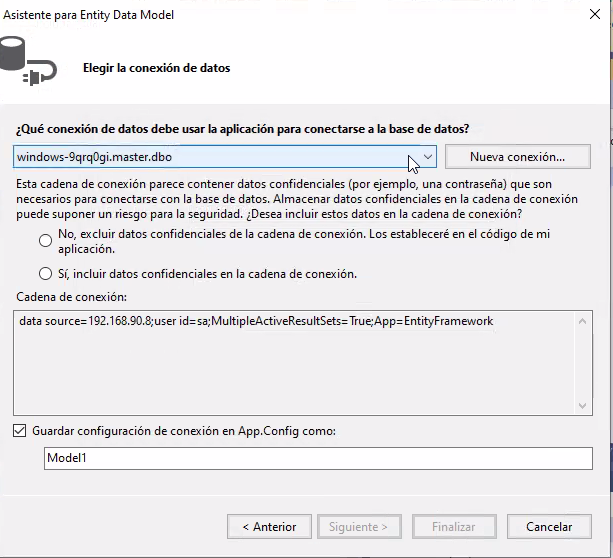 Asistente para Entity Data Model
Elegir la conexión de datos
¿Qué conexión de datos debe usar la aplicación para conectarse a la base de datos?
windows-9qrq0gi.master.dbo
Nueva conexión...
Esta cadena de conexión parece contener datos confidenciales (por ejemplo, una contraseña) que son
necesarios para conectarse con la base de datos. Almacenar datos confidenciales en la cadena de conexión
puede suponer un riesgo para la seguridad. ¿Desea incluir estos datos en la cadena de conexión?
No, excluir datos confidenciales de la cadena de conexión. Los estableceré en el código de mi
aplicación.
Sí, incluir datos confidenciales en la cadena de conexión.
Cadena de conexión:
data source=192.168.90.8;user id=sa;MultipleActiveResultSets=True;App=EntityFramework
Guardar configuración de conexión en App.Config como:
Model1
< Anterior
Siguiente >
Finalizar
Cancelar